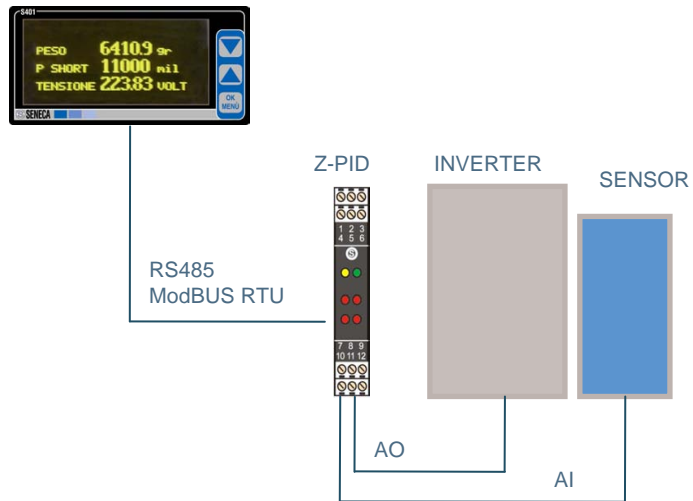 S401
PESO 6410.9 gr
P SHORT 11000 mil
TENSIONE 223.83 VOLT
OK
MENÙ
SENECA
Z-PID
INVERTER
SENSOR
1 2 3
4 5 6
RS485
ModBUS RTU
7 8 9
10 11 12
AO
AI